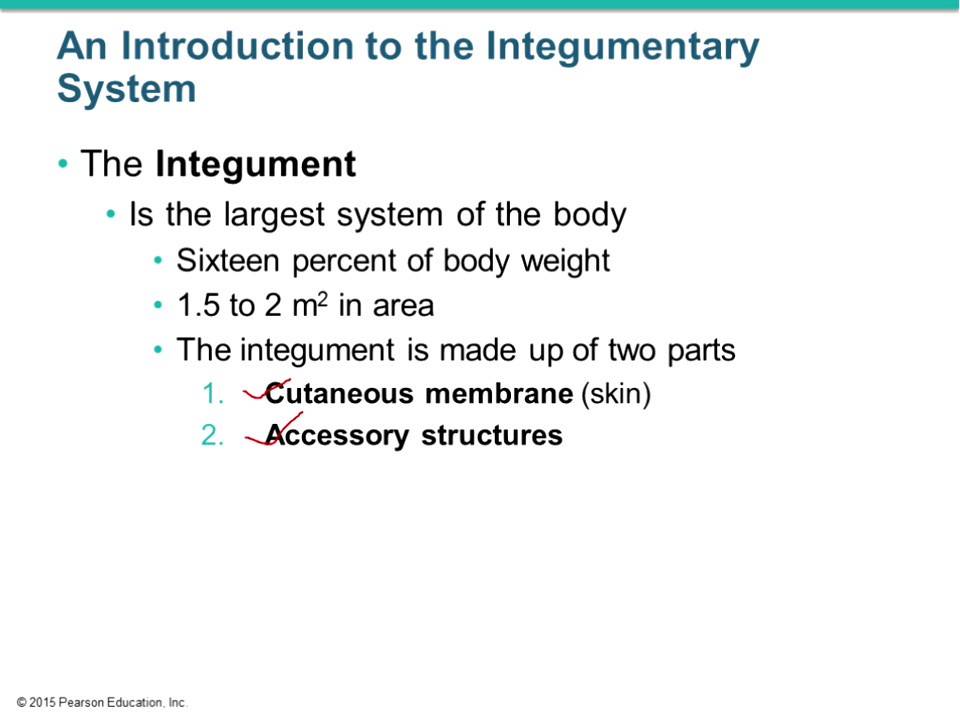 An Introduction to the Integumentary
System
• The Integument
• Is the largest system of the body
• Sixteen percent of body weight
• 1.5 to 2 m² in area
• The integument is made up of two parts
1. Cutaneous membrane (skin)
2. Accessory structures
© 2015 Pearson Education, Inc.